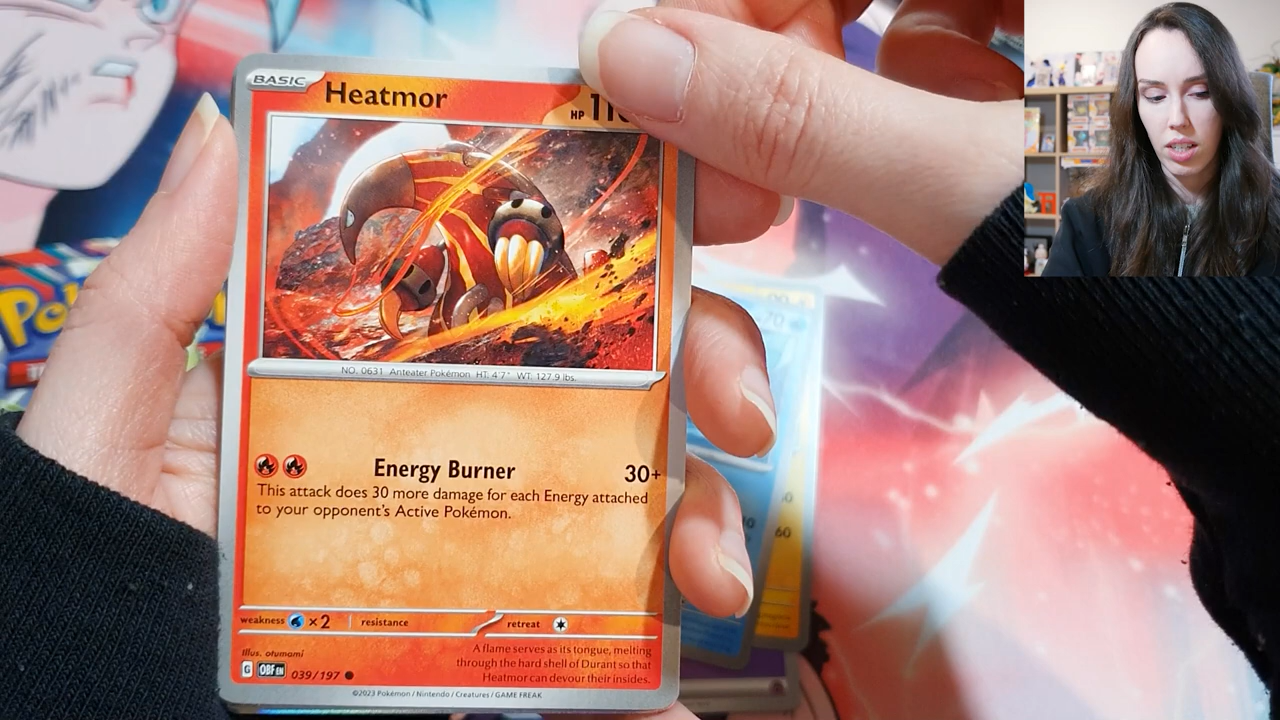 BASIC
Heatmor
HP 11
NO. 0631 Anteater Pokémon HT: 4'7" WT: 127.9 lbs.
Energy Burner 30+
This attack does 30 more damage for each Energy attached
to your opponent's Active Pokémon.
weakness ×2 resistance retreat
Illus. otumami
A flame serves as its tongue, melting
through the hard shell of Durant so that
Heatmor can devour their insides.
G OBF EN 039/197
©2023 Pokémon / Nintendo / Creatures / GAME FREAK
70
60